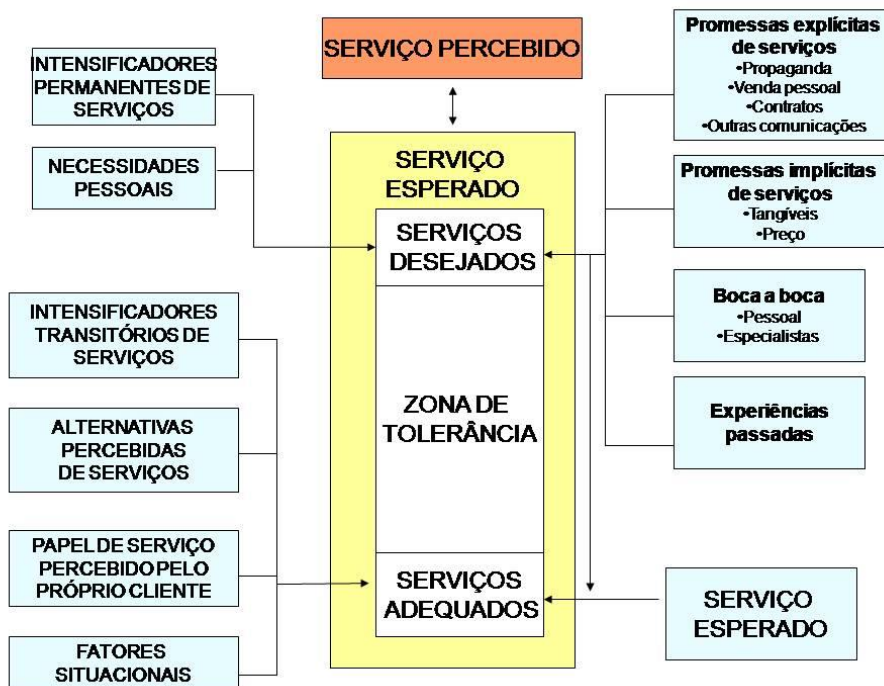 SERVIÇO PERCEBIDO
INTENSIFICADORES
PERMANENTES DE
SERVIÇOS
NECESSIDADES
PESSOAIS
INTENSIFICADORES
TRANSITÓRIOS DE
SERVIÇOS
ALTERNATIVAS
PERCEBIDAS
DE SERVIÇOS
PAPEL DE SERVIÇO
PERCEBIDO PELO
PRÓPRIO CLIENTE
FATORES
SITUACIONAIS
SERVIÇO
ESPERADO
SERVIÇOS
DESEJADOS
ZONA DE
TOLERÂNCIA
SERVIÇOS
ADEQUADOS
Promessas explícitas
de serviços
•Propaganda
•Venda pessoal
•Contratos
•Outras comunicações
Promessas implícitas
de serviços
•Tangíveis
•Preço
Boca a boca
•Pessoal
•Especialistas
Experiências
passadas
SERVIÇO
ESPERADO